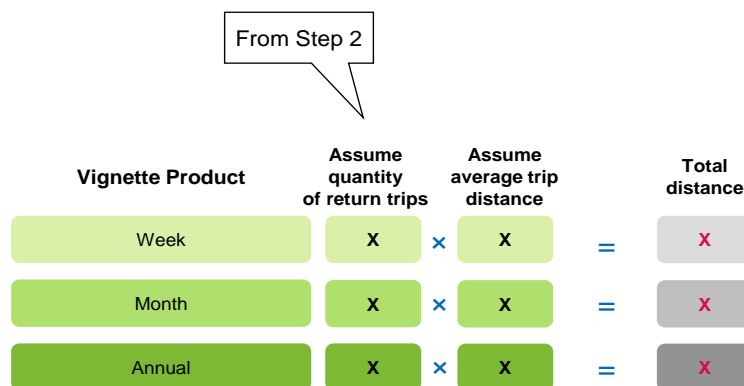 From Step 2
Vignette Product
Assume
quantity
of return trips
Assume
average trip
distance
Total
distance
Week X × X = X
Month X × X = X
Annual X × X = X